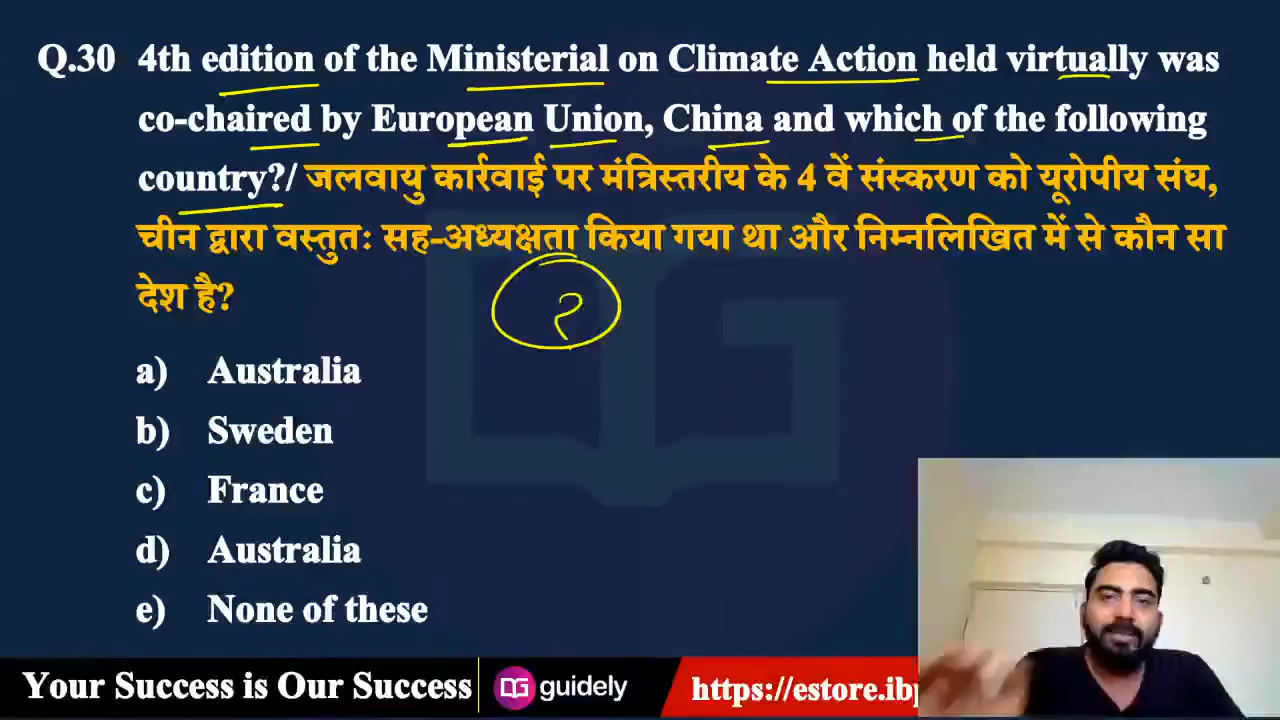 Q.30 4th edition of the Ministerial on Climate Action held virtually was
co-chaired by European Union, China and which of the following
country?/ जलवायु कार्रवाई पर मंत्रिस्तरीय के 4 वें संस्करण को यूरोपीय संघ,
चीन द्वारा वस्तुतः सह-अध्यक्षता किया गया था और निम्नलिखित में से कौन सा
देश है?
?
a) Australia
b) Sweden
c) France
d) Australia
e) None of these
Your Success is Our Success
guidely
https://estore.ibp